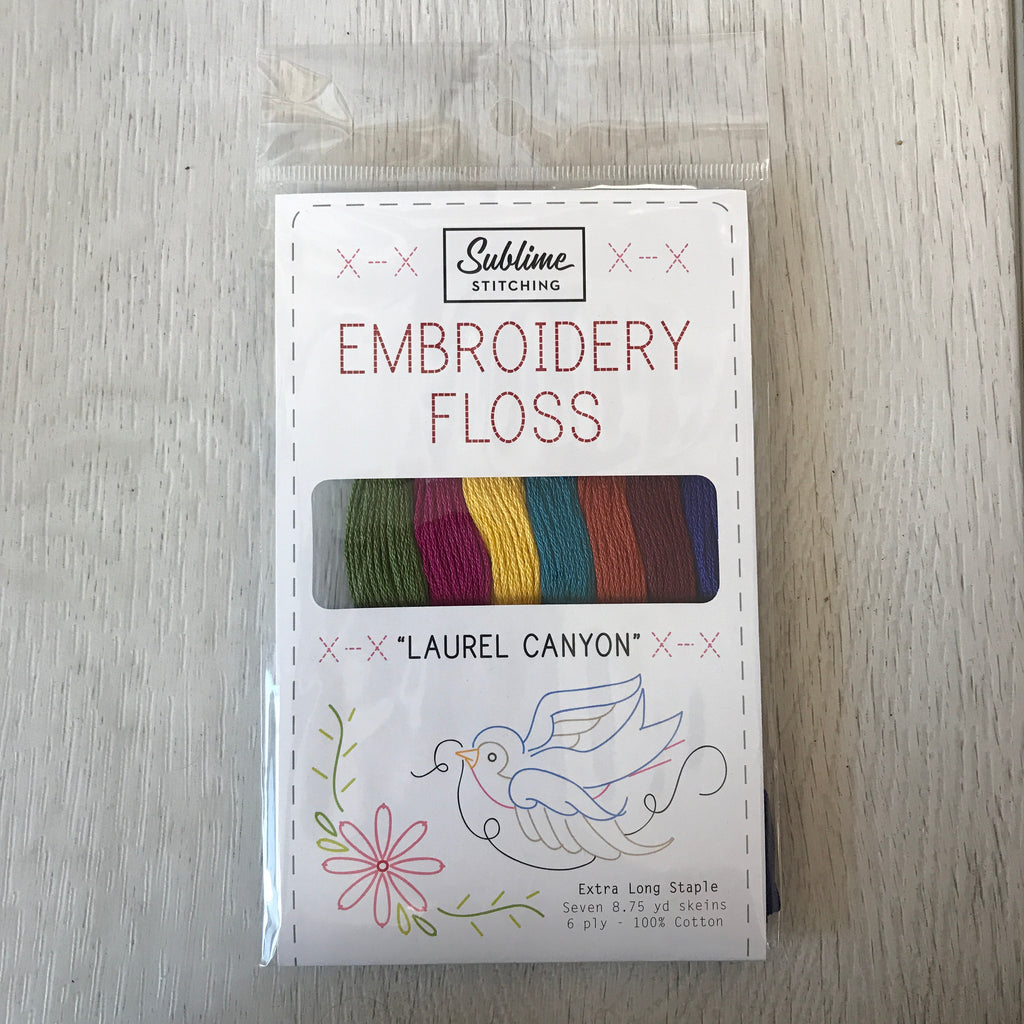 Sublime
STITCHING
EMBROIDERY
FLOSS
“LAUREL CANYON”
Extra Long Staple
Seven 8.75 yd skeins
6 ply - 100% Cotton